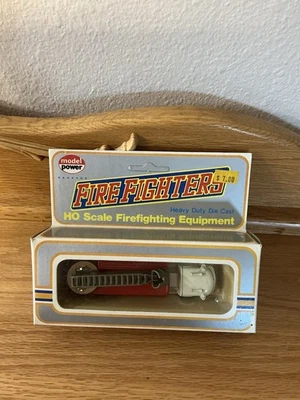 model
power
$ 7.00
FIRE FIGHTERS
Heavy Duty Die Cast
HO Scale Firefighting Equipment